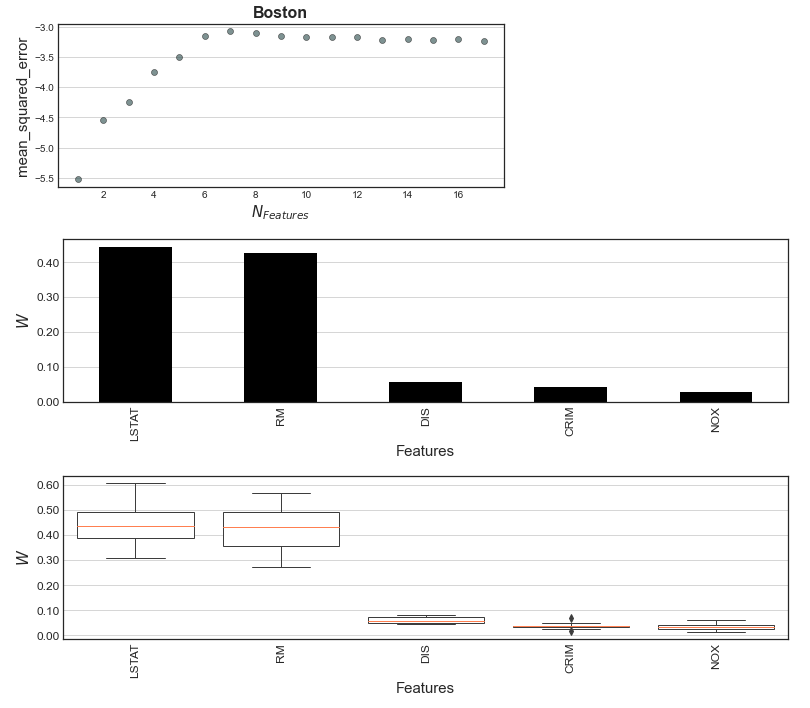 Boston
mean_squared_error
−3.0
−3.5
−4.0
−4.5
−5.0
−5.5
2 4 6 8 10 12 14 16
N_Features
W
0.40
0.30
0.20
0.10
0.00
LSTAT RM DIS CRIM NOX
Features
W
0.60
0.50
0.40
0.30
0.20
0.10
0.00
LSTAT RM DIS CRIM NOX
Features